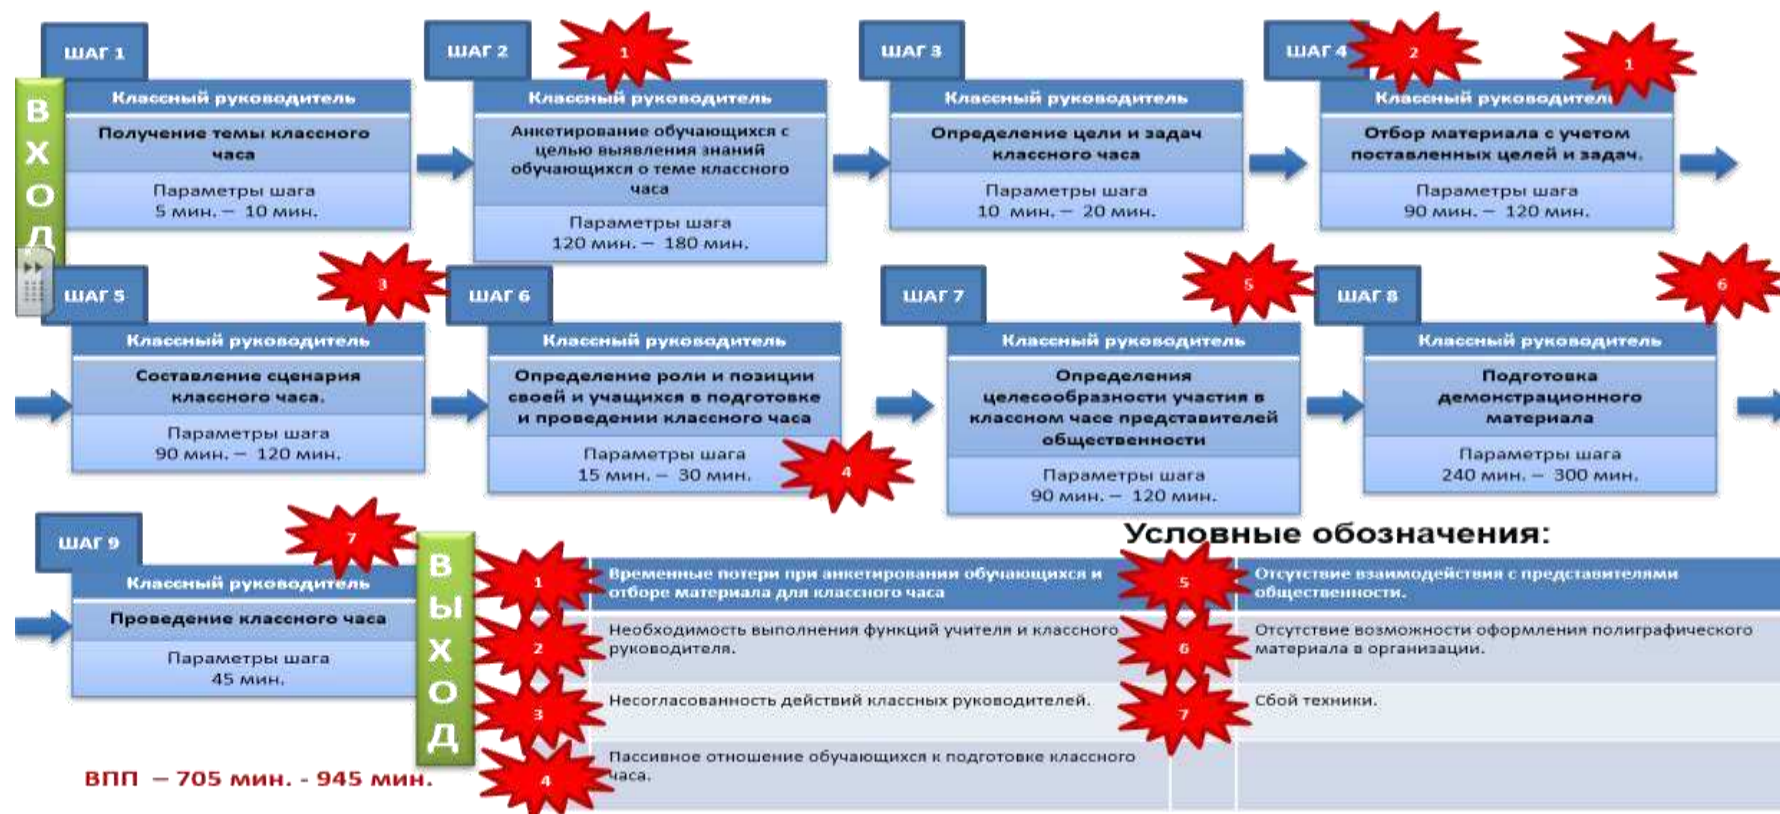 ШАГ 1
Классный руководитель
Получение темы классного
часа
Параметры шага
5 мин. – 10 мин.
ВХОД
ШАГ 2
1
Классный руководитель
Анкетирование обучающихся с
целью выявления знаний
обучающихся о теме классного
часа
Параметры шага
120 мин. – 180 мин.
ШАГ 3
Классный руководитель
Определение цели и задач
классного часа
Параметры шага
10 мин. – 20 мин.
ШАГ 4
2
1
Классный руководитель
Отбор материала с учетом
поставленных целей и задач.
Параметры шага
90 мин. – 120 мин.
ШАГ 5
3
Классный руководитель
Составление сценария
классного часа.
Параметры шага
90 мин. – 120 мин.
ШАГ 6
Классный руководитель
Определение роли и позиции
своей и учащихся в подготовке
и проведении классного часа
Параметры шага
15 мин. – 30 мин.
4
ШАГ 7
5
Классный руководитель
Определения
целесообразности участия в
классном часе представителей
общественности
Параметры шага
90 мин. – 120 мин.
ШАГ 8
6
Классный руководитель
Подготовка
демонстрационного
материала
Параметры шага
240 мин. – 300 мин.
ШАГ 9
7
Классный руководитель
Проведение классного часа
Параметры шага
45 мин.
ВЫХОД
ВПП – 705 мин. - 945 мин.
Условные обозначения:
1
Временные потери при анкетировании обучающихся и
отборе материала для классного часа
2
Необходимость выполнения функций учителя и классного
руководителя.
3
Несогласованность действий классных руководителей.
4
Пассивное отношение обучающихся к подготовке классного
часа.
5
Отсутствие взаимодействия с представителями
общественности.
6
Отсутствие возможности оформления полиграфического
материала в организации.
7
Сбой техники.